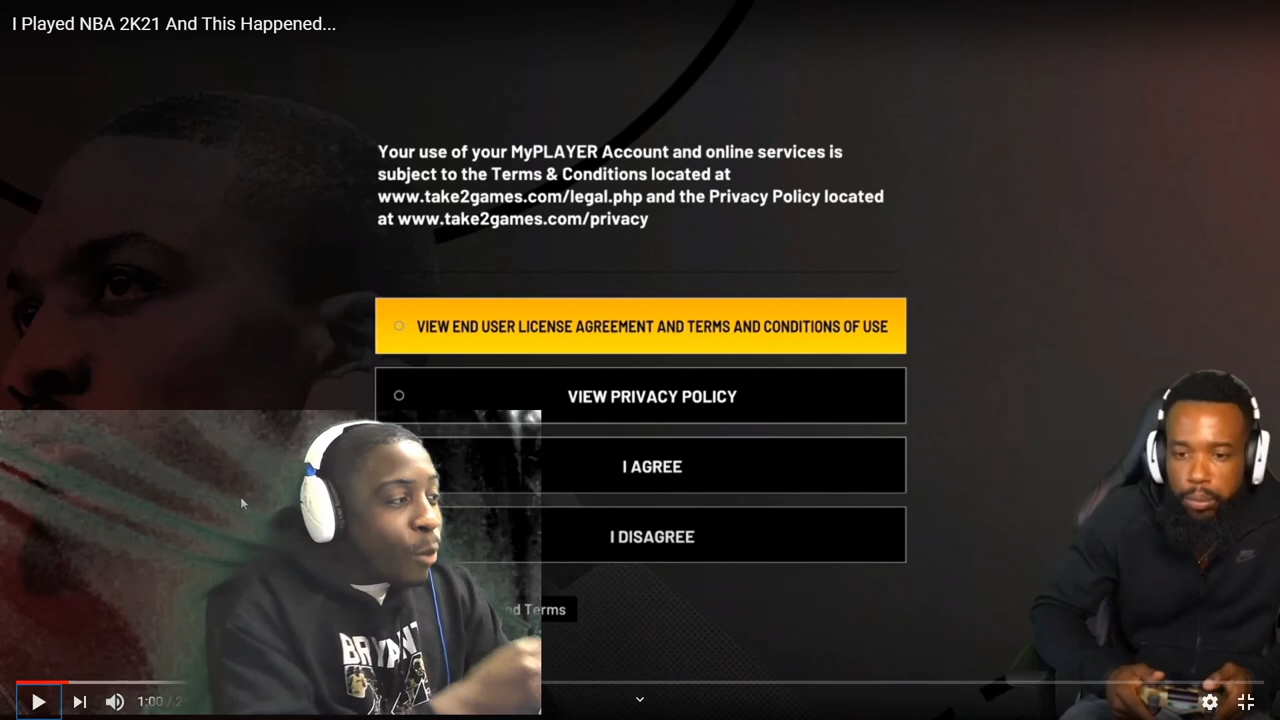 I Played NBA 2K21 And This Happened...
Your use of your MyPLAYER Account and online services is
subject to the Terms & Conditions located at
www.take2games.com/legal.php and the Privacy Policy located
at www.take2games.com/privacy
VIEW END USER LICENSE AGREEMENT AND TERMS AND CONDITIONS OF USE
VIEW PRIVACY POLICY
I AGREE
I DISAGREE
Terms
BRYANT
1:00 / 2